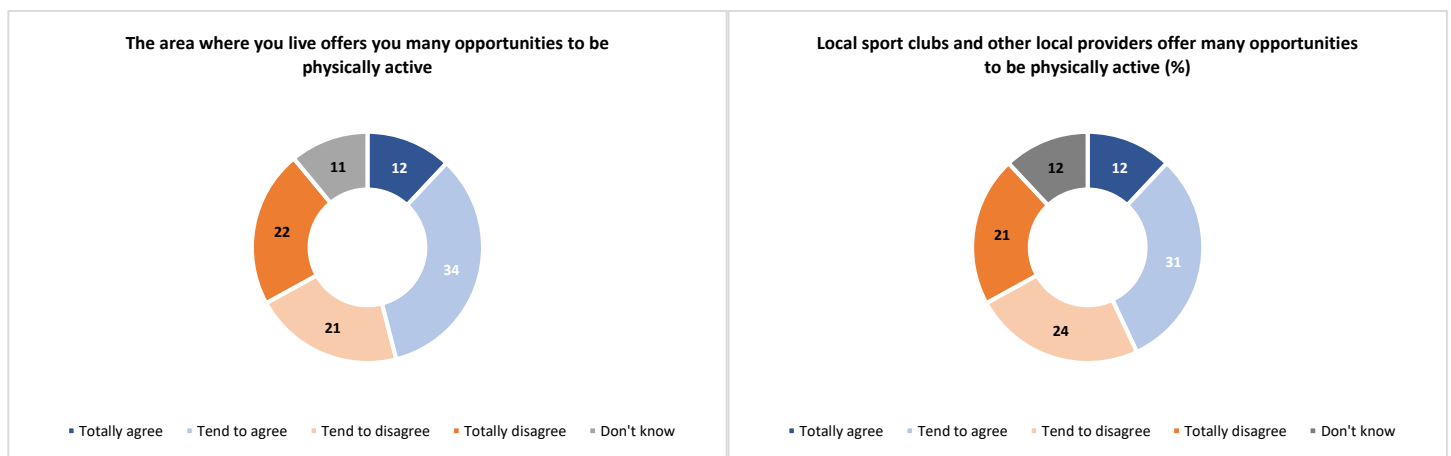 The area where you live offers you many opportunities to be
physically active
12
34
21
22
11
Totally agree
Tend to agree
Tend to disagree
Totally disagree
Don't know
Local sport clubs and other local providers offer many opportunities
to be physically active (%)
12
31
24
21
12
Totally agree
Tend to agree
Tend to disagree
Totally disagree
Don't know